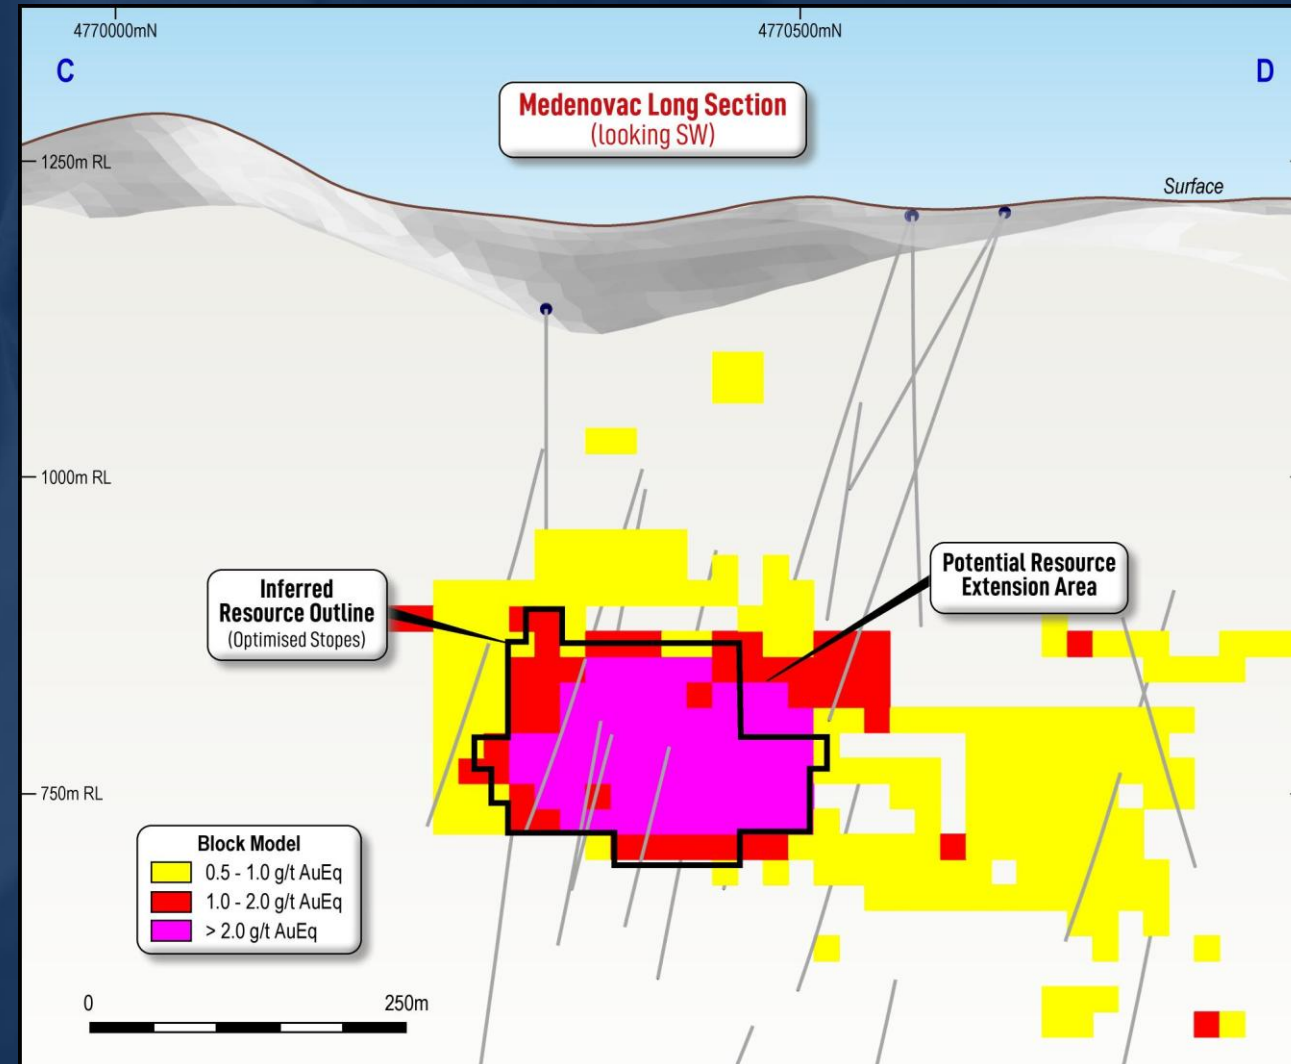 4770000mN
4770500mN
C
D
Medenovac Long Section
(looking SW)
1250m RL
Surface
1000m RL
Inferred
Resource Outline
(Optimised Stopes)
Potential Resource
Extension Area
750m RL
Block Model
0.5 - 1.0 g/t AuEq
1.0 - 2.0 g/t AuEq
> 2.0 g/t AuEq
0
250m